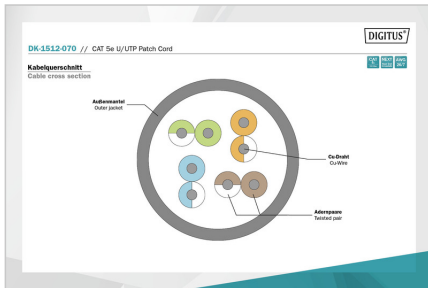 DIGITUS®
DK-1512-070 // CAT 5e U/UTP Patch Cord
Kabelquerschnitt
Cable cross section
Außenmantel
Outer jacket
Cu-Draht
Cu-Wire
Adernpaare
Twisted pair